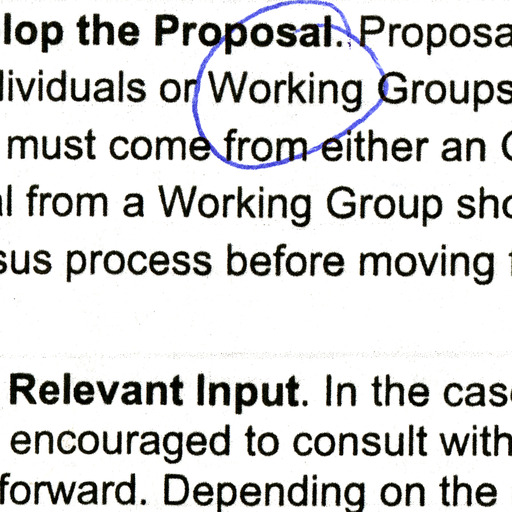 lop the Proposal. Proposa
dividuals or Working Groups
must come from either an
l from a Working Group sho
sus process before moving
Relevant Input. In the cas
encouraged to consult with
forward. Depending on the